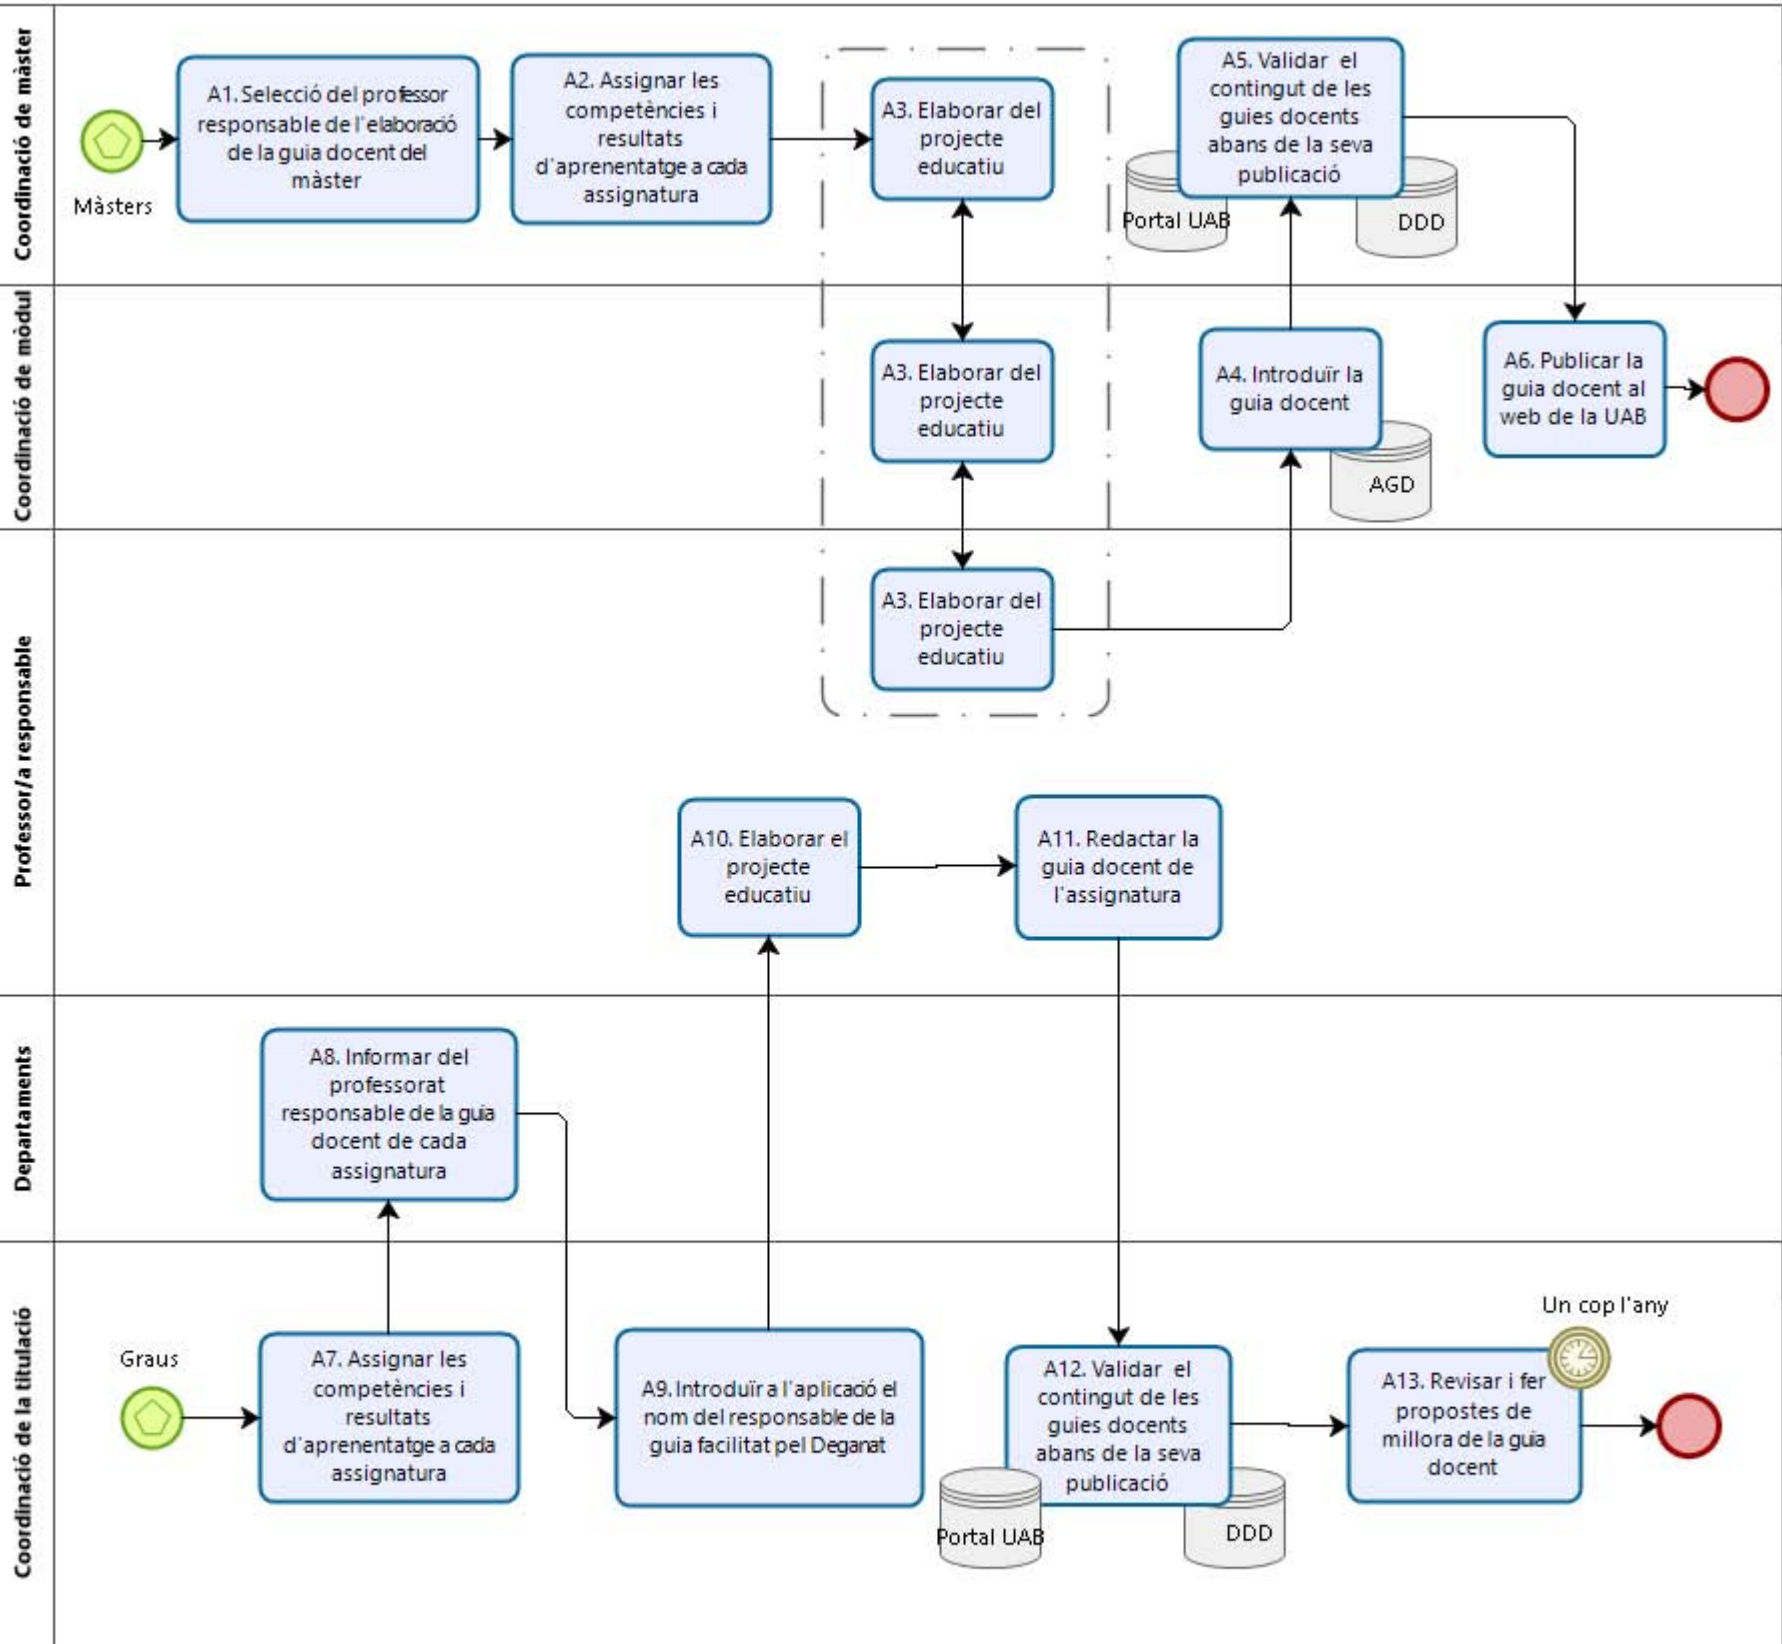 Coordinació de màster
Màsters
A1. Selecció del professor
responsable de l'elaboració
de la guia docent del
màster
A2. Assignar les
competències i
resultats
d'aprenentatge a cada
assignatura
A3. Elaborar del
projecte
educatiu
A5. Validar el
contingut de les
guies docents
abans de la seva
publicació
Portal UAB
DDD
Coordinació de mòdul
A3. Elaborar del
projecte
educatiu
A4. Introduïr la
guia docent
AGD
A6. Publicar la
guia docent al
web de la UAB
Professor/a responsable
A3. Elaborar del
projecte
educatiu
A10. Elaborar el
projecte
educatiu
A11. Redactar la
guia docent de
l'assignatura
Departaments
A8. Informar del
professorat
responsable de la guia
docent de cada
assignatura
Coordinació de la titulació
Graus
A7. Assignar les
competències i
resultats
d'aprenentatge a cada
assignatura
A9. Introduïr a l'aplicació el
nom del responsable de la
guia facilitat pel Deganat
A12. Validar el
contingut de les
guies docents
abans de la seva
publicació
Portal UAB
DDD
Un cop l'any
A13. Revisar i fer
propostes de
millora de la guia
docent